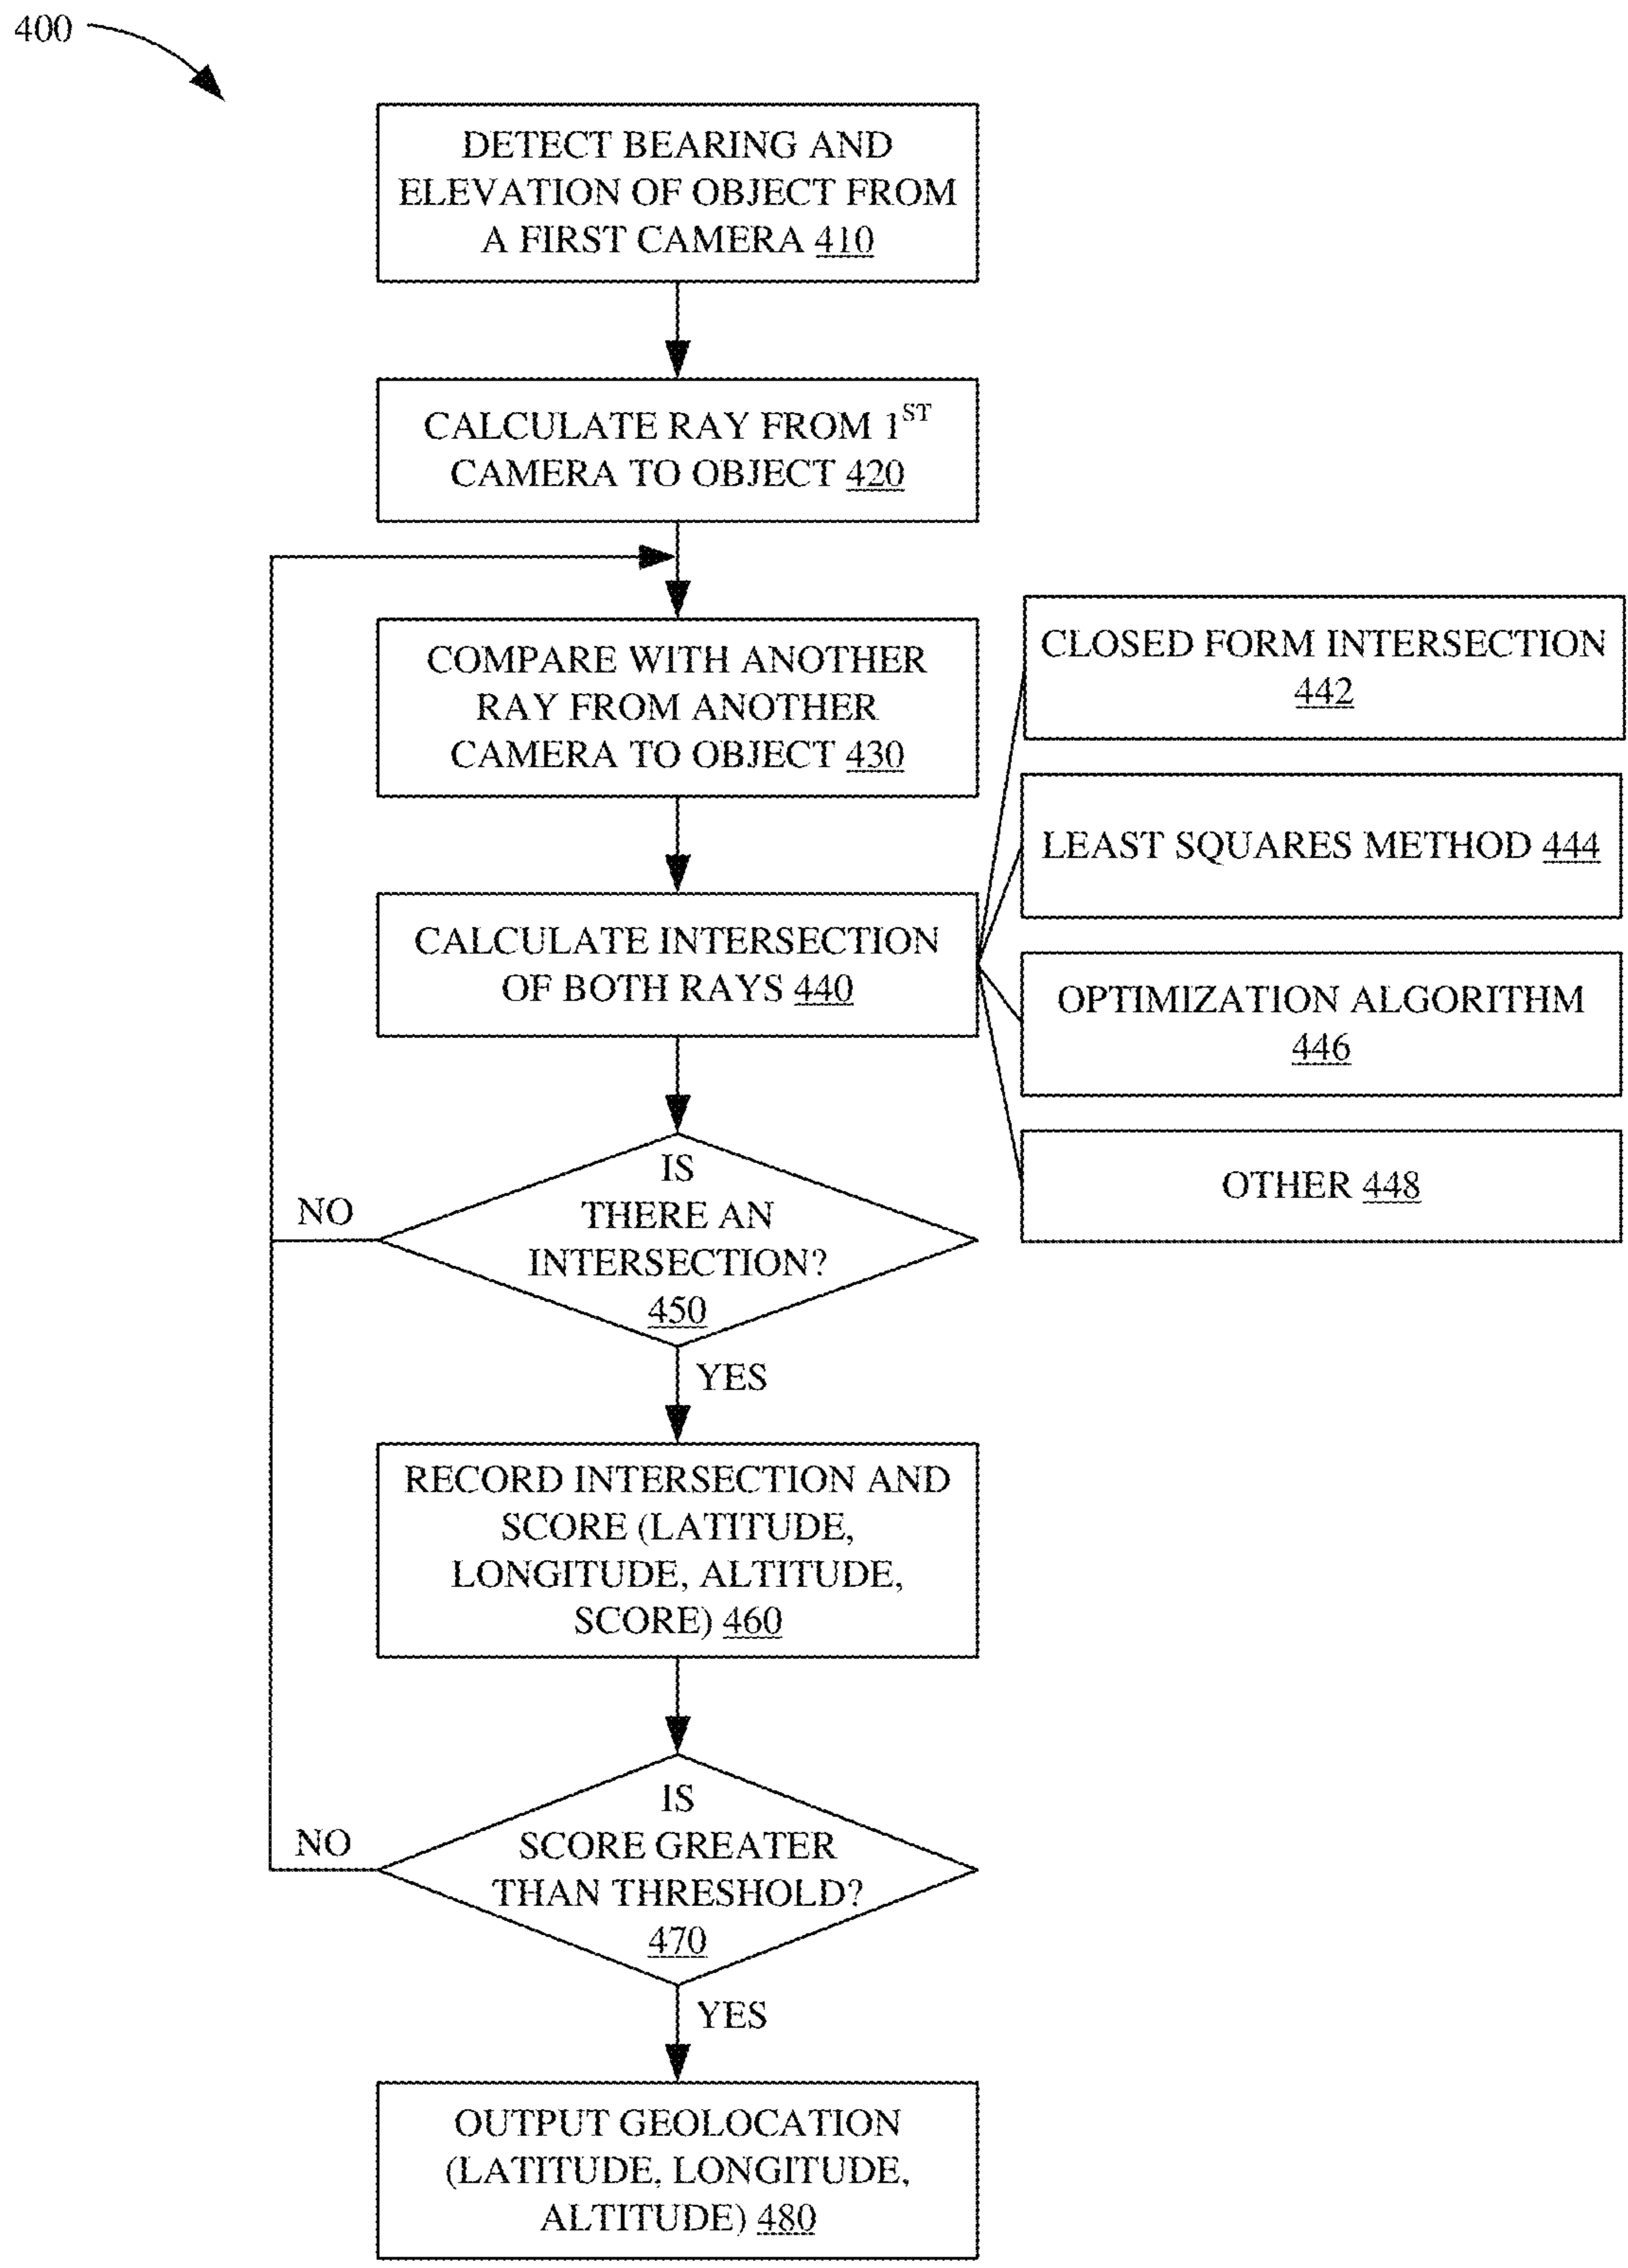 400
DETECT BEARING AND
ELEVATION OF OBJECT FROM
A FIRST CAMERA 410
CALCULATE RAY FROM 1ST
CAMERA TO OBJECT 420
COMPARE WITH ANOTHER
RAY FROM ANOTHER
CAMERA TO OBJECT 430
CALCULATE INTERSECTION
OF BOTH RAYS 440
CLOSED FORM INTERSECTION
442
LEAST SQUARES METHOD 444
OPTIMIZATION ALGORITHM
446
OTHER 448
IS
THERE AN
INTERSECTION?
450
NO
YES
RECORD INTERSECTION AND
SCORE (LATITUDE,
LONGITUDE, ALTITUDE,
SCORE) 460
IS
SCORE GREATER
THAN THRESHOLD?
470
NO
YES
OUTPUT GEOLOCATION
(LATITUDE, LONGITUDE,
ALTITUDE) 480